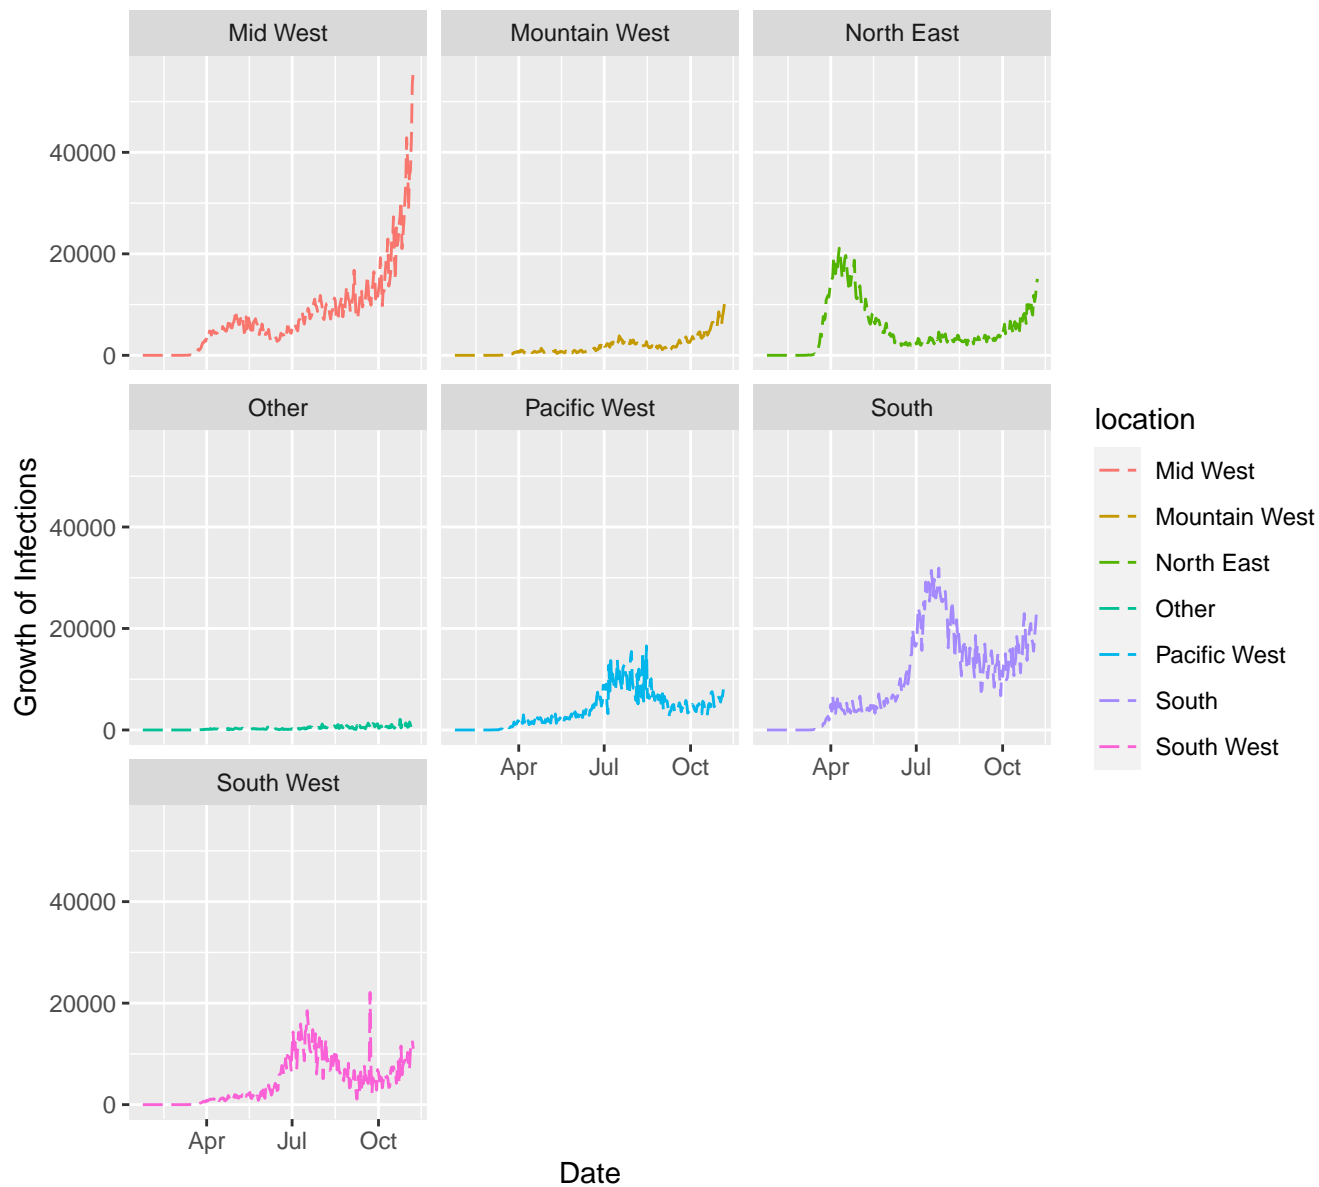 Mid West
Mountain West
North East
40000
20000
0
Other
Pacific West
South
40000
20000
0
Apr
Jul
Oct
Apr
Jul
Oct
South West
40000
20000
0
Apr
Jul
Oct
Growth of Infections
Date
location
Mid West
Mountain West
North East
Other
Pacific West
South
South West